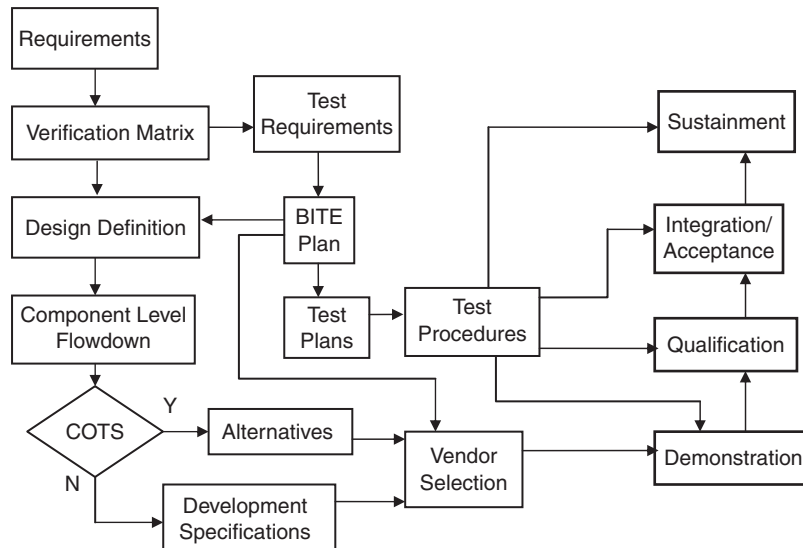 Requirements
Verification Matrix
Test
Requirements
Sustainment
Design Definition
BITE
Plan
Integration/
Acceptance
Component Level
Flowdown
Test
Plans
Test
Procedures
Qualification
COTS
Y
Alternatives
Vendor
Selection
Demonstration
N
Development
Specifications